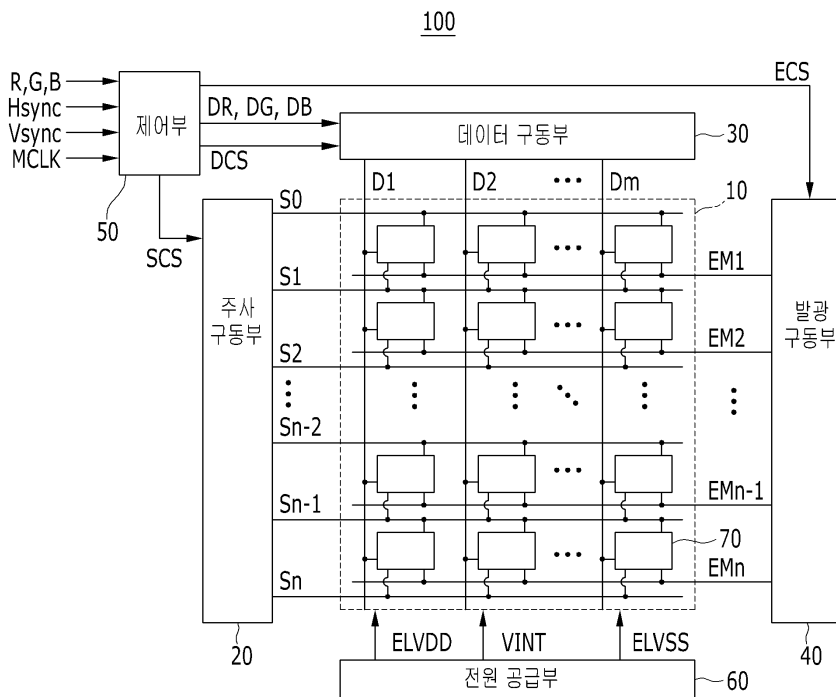 100
R,G,B
Hsync
Vsync
MCLK
제어부
50
DR, DG, DB
DCS
ECS
SCS
데이터 구동부
30
D1 D2 ••• Dm
10
S0
S1
S2
Sn-2
Sn-1
Sn
주사
구동부
20
EM1
EM2
EMn-1
EMn
70
발광
구동부
40
ELVDD VINT ELVSS
전원 공급부
60